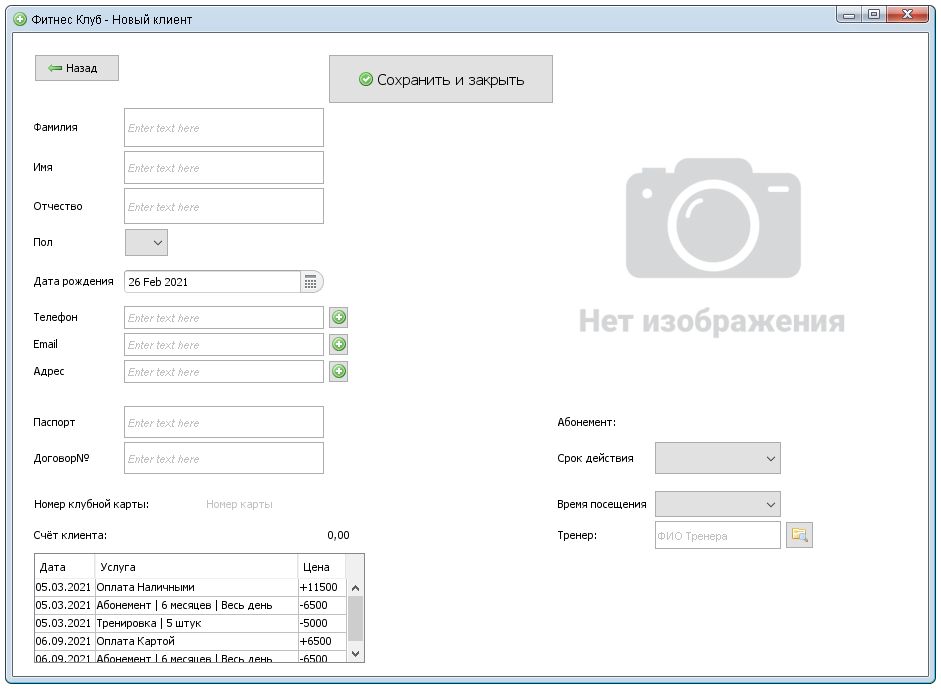 Фитнес Клуб - Новый клиент
Назад
Сохранить и закрыть
Фамилия Enter text here
Имя Enter text here
Отчество Enter text here
Пол
Дата рождения 26 Feb 2021
Телефон Enter text here
Email Enter text here
Адрес Enter text here
Нет изображения
Паспорт Enter text here
Абонемент:
Договор№ Enter text here
Срок действия
Номер клубной карты: Номер карты
Время посещения
Счёт клиента: 0,00
Тренер: ФИО Тренера
Дата Услуга Цена
05.03.2021 Оплата Наличными +11500
05.03.2021 Абонемент | 6 месяцев | Весь день -6500
05.03.2021 Тренировка | 5 штук -5000
06.09.2021 Оплата Картой +6500
06.09.2021 Абонемент | 6 месяцев | Весь день -6500